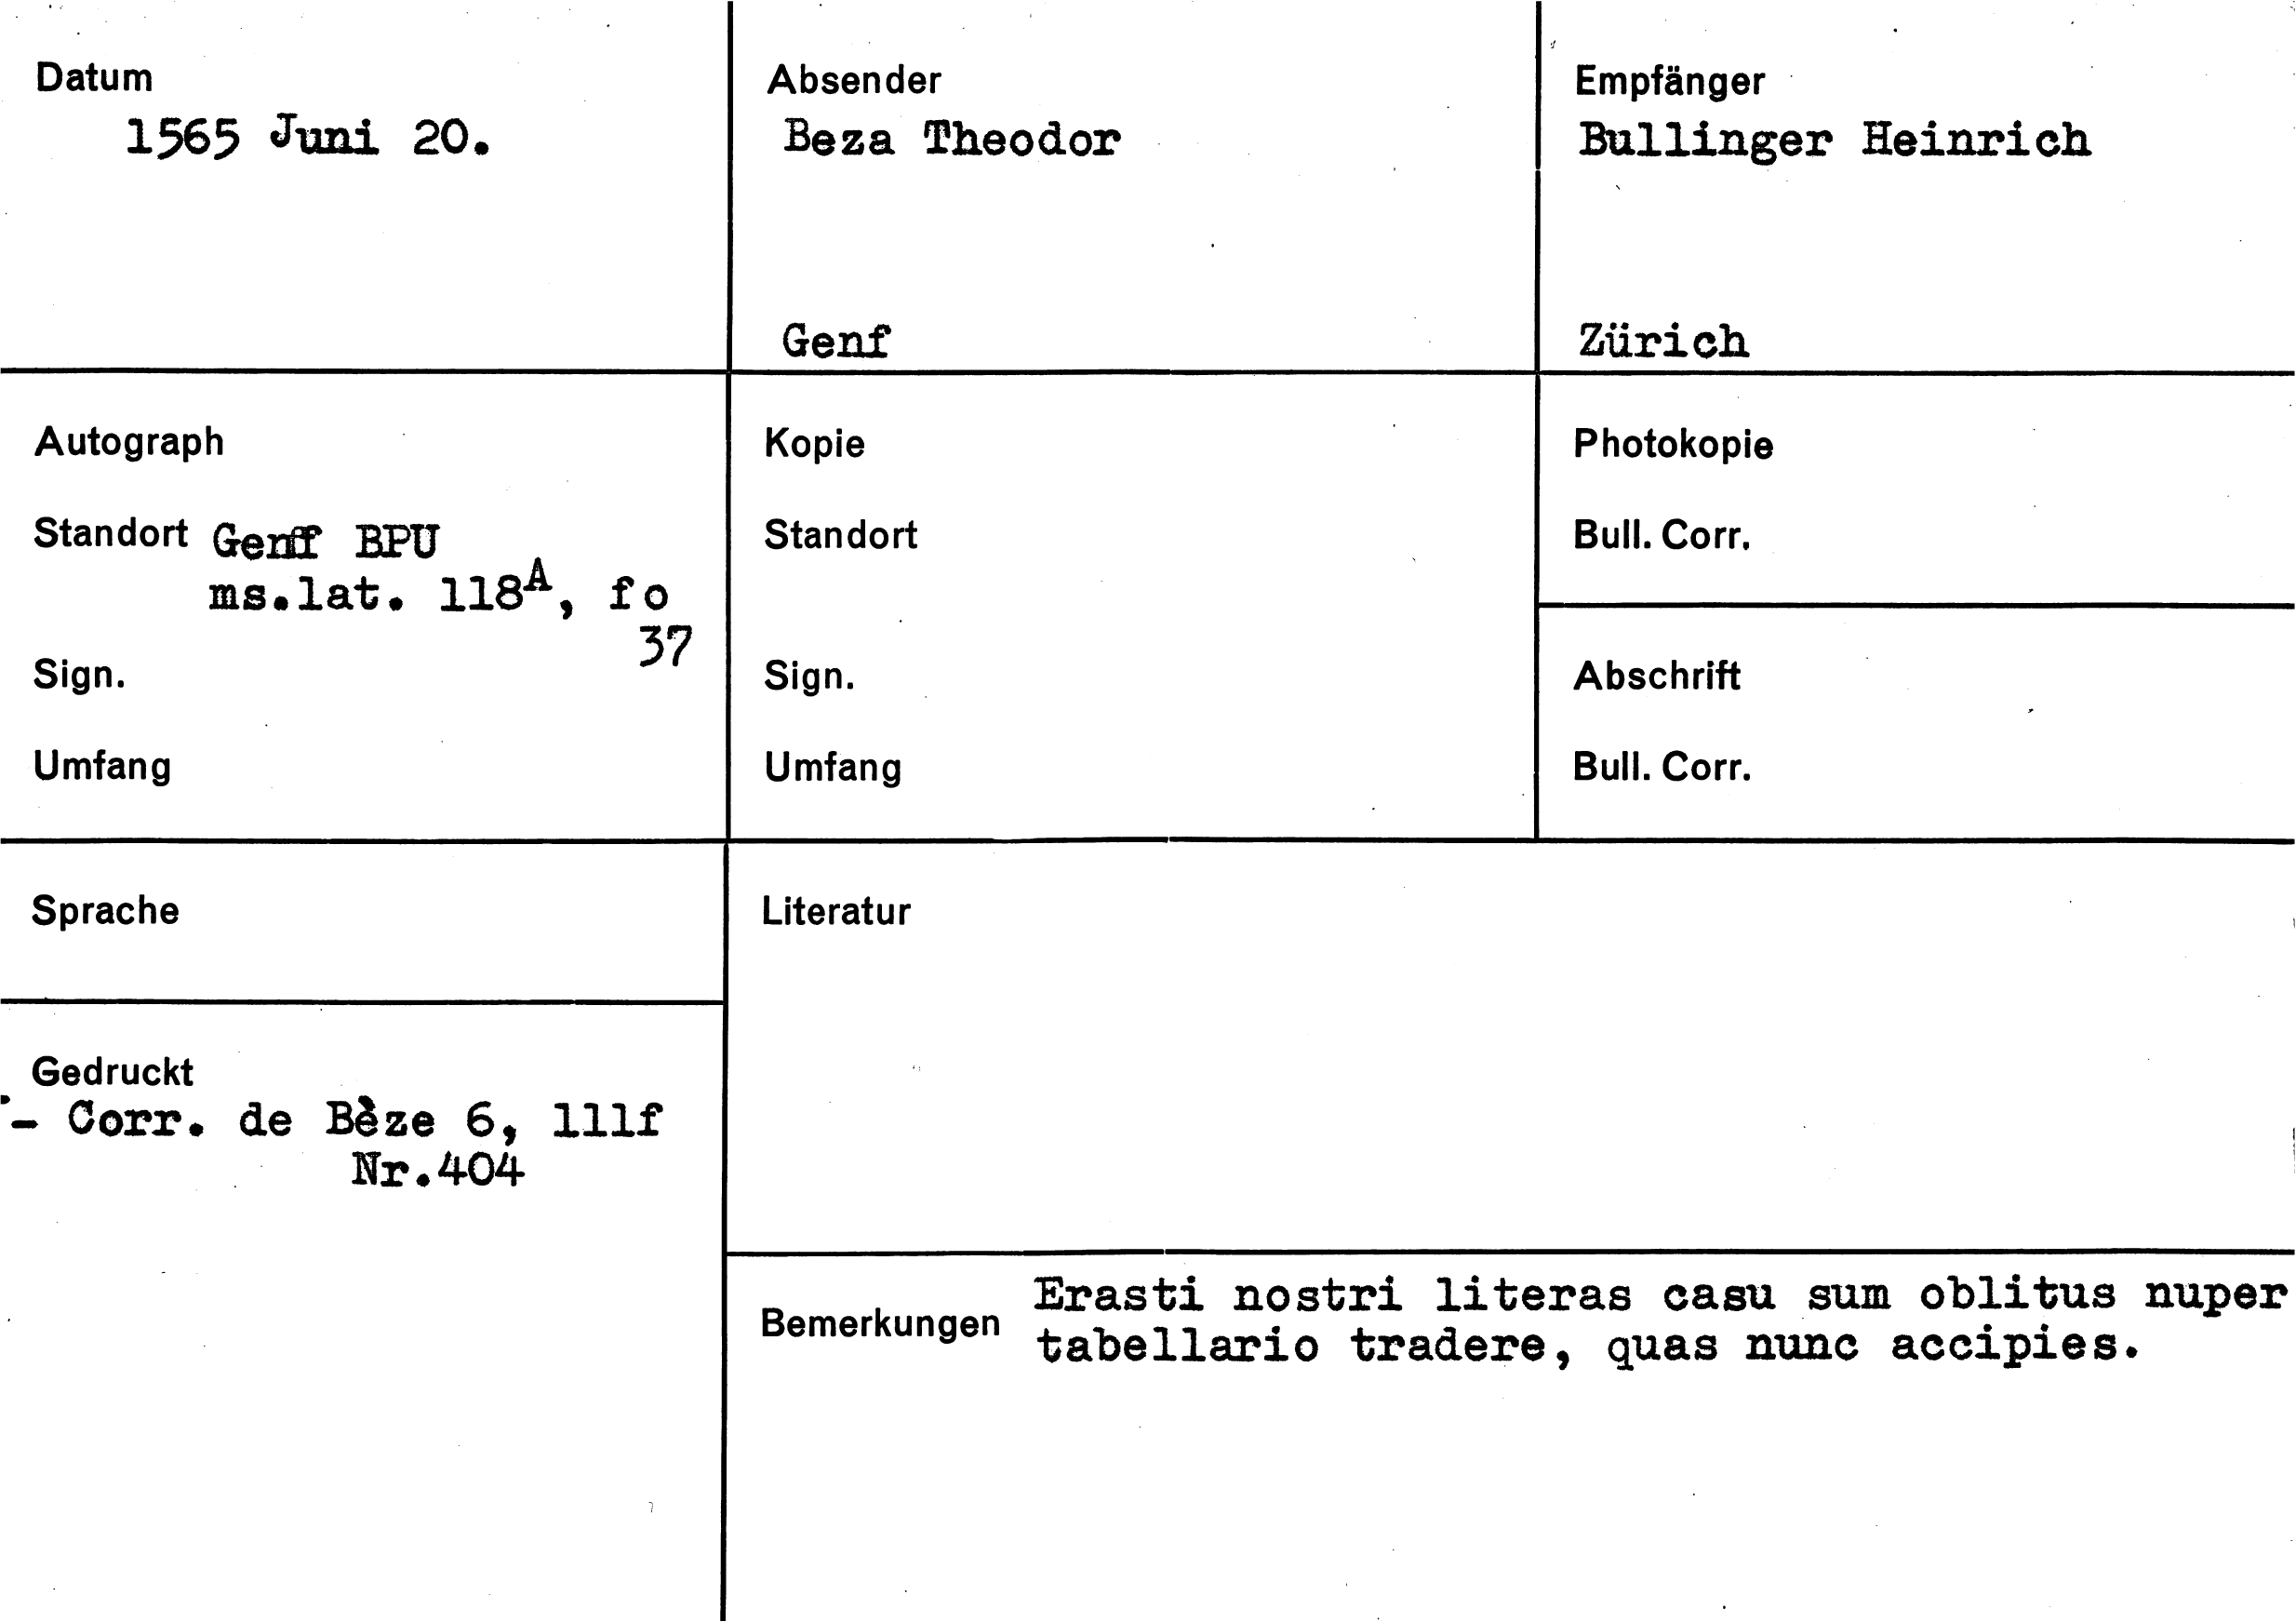 Datum
1565 Juni 20.
Absender
Beza Theodor
Genf
Empfänger
Bullinger Heinrich
Zürich
Autograph
Standort Genf BPU
ms.lat. 118A, fo
37
Sign.
Umfang
Kopie
Standort
Sign.
Umfang
Photokopie
Bull. Corr.
Abschrift
Bull. Corr.
Sprache
Literatur
Gedruckt
- Corr. de Bèze 6, 111f
Nr.404
Bemerkungen
Erasti nostri literas casu sum oblitus nuper
tabellario tradere, quas nunc accipies.